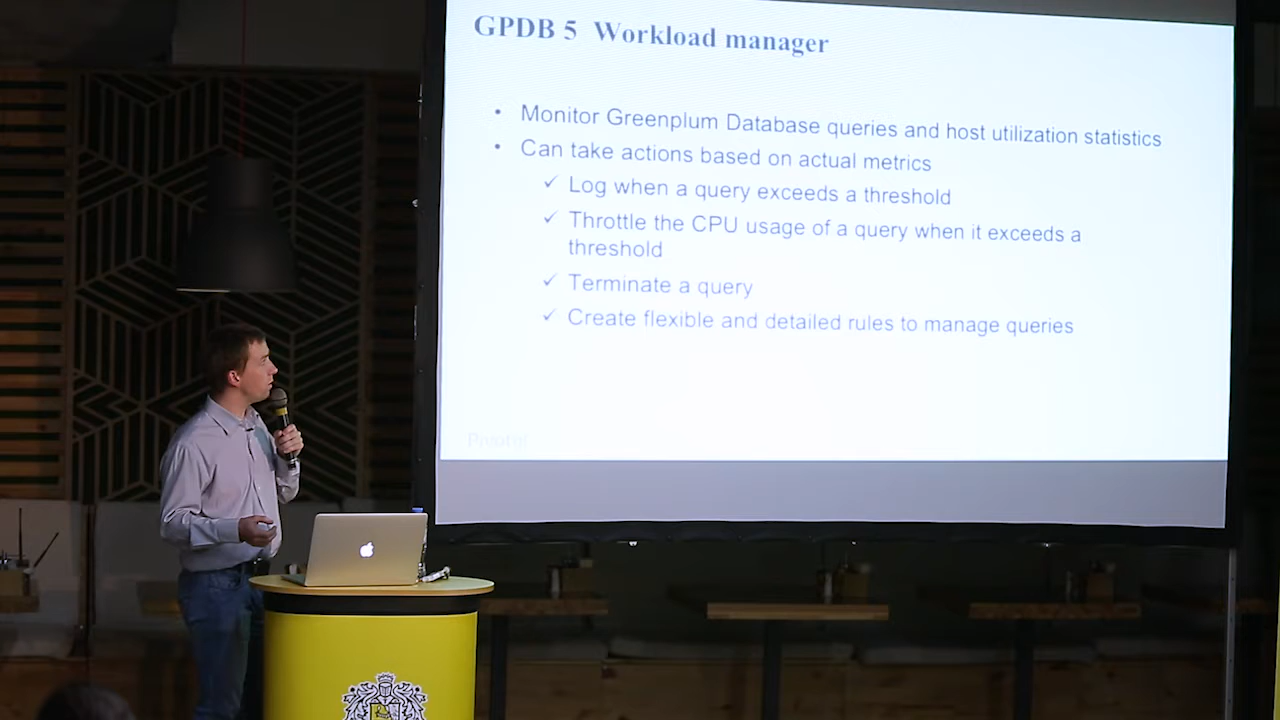 GPDB 5 Workload manager
• Monitor Greenplum Database queries and host utilization statistics
• Can take actions based on actual metrics
✓ Log when a query exceeds a threshold
✓ Throttle the CPU usage of a query when it exceeds a
threshold
✓ Terminate a query
✓ Create flexible and detailed rules to manage queries
Pivotal